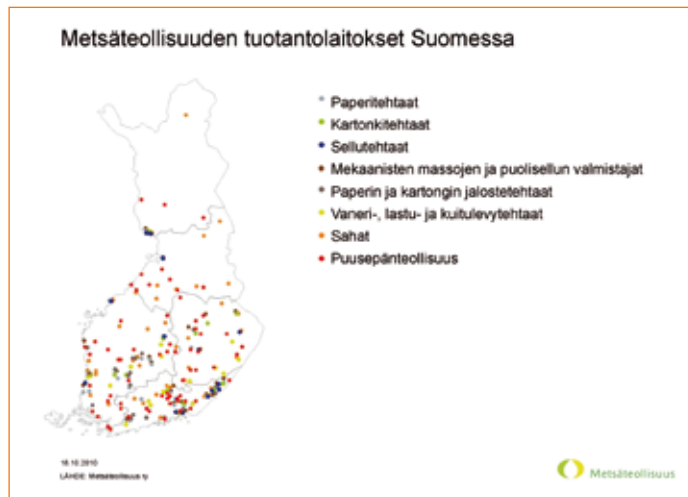 Metsäteollisuuden tuotantolaitokset Suomessa
Paperitehtaat
Kartonkitehtaat
Sellutehtaat
Mekaanisten massojen ja puolisellun valmistajat
Paperin ja kartongin jalostetehtaat
Vaneri-, lastu- ja kuitulevytehtaat
Sahat
Puusepänteollisuus
18.10.2010
LÄHDE: Metsäteollisuus ry
Metsäteollisuus